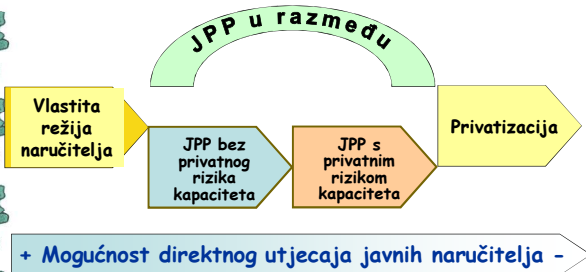 JPP u razmeđu
Vlastita
režija
naručitelja
JPP bez
privatnog
rizika
kapaciteta
JPP s
privatnim
rizikom
kapaciteta
Privatizacija
+ Mogućnost direktnog utjecaja javnih naručitelja -